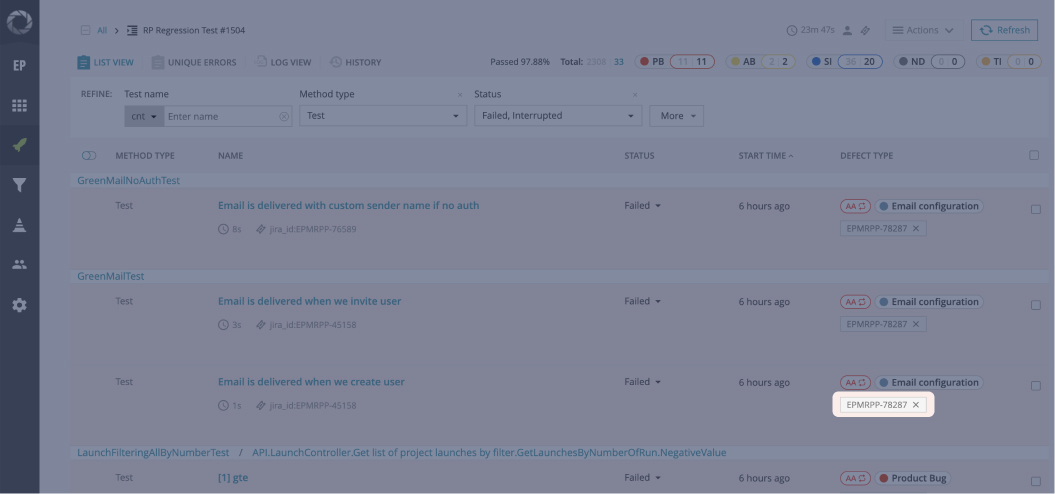 All > RP Regression Test #1504
23m 47s Actions Refresh
EP
LIST VIEW UNIQUE ERRORS LOG VIEW HISTORY Passed 97.88% Total: 2308 33 PB 11 11 AB 2 2 SI 36 20 ND 0 0 TI 0 0
REFINE: Test name Method type × Status ×
cnt Enter name Test Failed, Interrupted More
METHOD TYPE NAME STATUS START TIME DEFECT TYPE
GreenMailNoAuthTest
Test Email is delivered with custom sender name if no auth Failed 6 hours ago AA Email configuration
8s jira_id:EPMRPP-76589 EPMRPP-78287 ×
GreenMailTest
Test Email is delivered when we invite user Failed 6 hours ago AA Email configuration
3s jira_id:EPMRPP-45158 EPMRPP-78287 ×
Test Email is delivered when we create user Failed 6 hours ago AA Email configuration
1s jira_id:EPMRPP-45158 EPMRPP-78287 ×
LaunchFilteringAllByNumberTest / API.LaunchController.Get list of project launches by filter.GetLaunchesByNumberOfRun.NegativeValue
Test [1] gte Failed 6 hours ago AA Product Bug